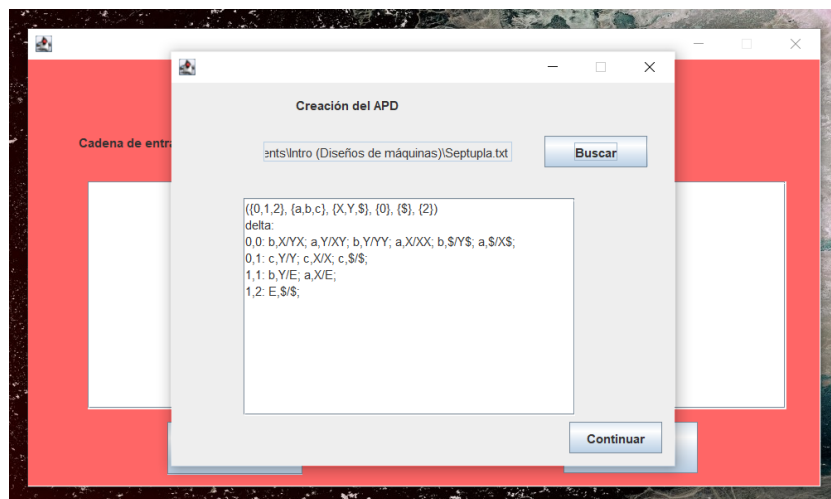 Creación del APD
Cadena de
ents\Intro (Diseños de máquinas)\Septupla.txt
Buscar
({0,1,2}, {a,b,c}, {X,Y,$}, {0}, {$}, {2})
delta:
0,0: b,X/YX; a,Y/XY; b,Y/YY; a,X/XX; b,$/Y$; a,$/X$;
0,1: c,Y/Y; c,X/X; c,$/$;
1,1: b,Y/E; a,X/E;
1,2: E,$/$;
Continuar